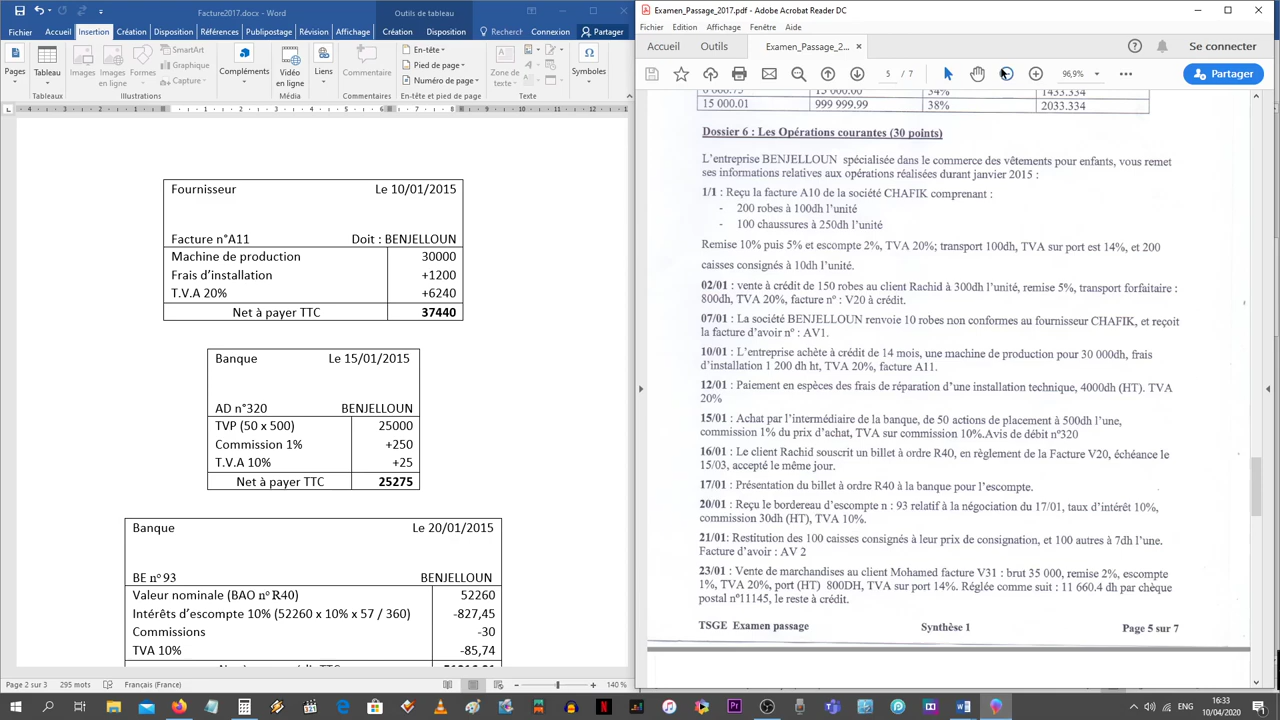 Facture2017.docx - Word
Outils de tableau
Fichier Accueil Insertion Création Disposition Références Publipostage Révision Affichage Création Disposition Recherc Connexion Partager
Pages
Tableau
Images
Images en ligne
Formes
SmartArt
Graphique
Capture
Illustrations
Compléments
Vidéo en ligne
Média
Liens
Commentaire
Commentaires
En-tête
Pied de page
Numéro de page
En-tête et pied de page
Zone de texte
Texte
Symboles
Fournisseur Le 10/01/2015
Facture n°A11 Doit : BENJELLOUN
Machine de production 30000
Frais d'installation +1200
T.V.A 20% +6240
Net à payer TTC 37440
Banque Le 15/01/2015
AD n°320 BENJELLOUN
TVP (50 x 500) 25000
Commission 1% +250
T.V.A 10% +25
Net à payer TTC 25275
Banque Le 20/01/2015
BE n° 93 BENJELLOUN
Valeur nominale (BAO n° R40) 52260
Intérêts d'escompte 10% (52260 x 10% x 57 / 360) -827,45
Commissions -30
TVA 10% -85,74
Page 2 sur 3 295 mots Français (France) 140 %
Examen_Passage_2017.pdf - Adobe Acrobat Reader DC
Fichier Edition Affichage Fenêtre Aide
Accueil Outils Examen_Passage_2... × Se connecter
5 / 7 96,9% Partager
34% 1433.334
15 000.01 999 999.99 38% 2033.334
Dossier 6 : Les Opérations courantes (30 points)
L'entreprise BENJELLOUN spécialisée dans le commerce des vêtements pour enfants, vous remet
ses informations relatives aux opérations réalisées durant janvier 2015 :
1/1 : Reçu la facture A10 de la société CHAFIK comprenant :
- 200 robes à 100dh l'unité
- 100 chaussures à 250dh l'unité
Remise 10% puis 5% et escompte 2%, TVA 20%; transport 100dh, TVA sur port est 14%, et 200
caisses consignés à 10dh l'unité.
02/01 : vente à crédit de 150 robes au client Rachid à 300dh l'unité, remise 5%, transport forfaitaire :
800dh, TVA 20%, facture n° : V20 à crédit.
07/01 : La société BENJELLOUN renvoie 10 robes non conformes au fournisseur CHAFIK, et reçoit
la facture d'avoir n° : AV1.
10/01 : L'entreprise achète à crédit de 14 mois, une machine de production pour 30 000dh, frais
d'installation 1 200 dh ht, TVA 20%, facture A11.
12/01 : Paiement en espèces des frais de réparation d'une installation technique, 4000dh (HT). TVA
20%
15/01 : Achat par l'intermédiaire de la banque, de 50 actions de placement à 500dh l'une,
commission 1% du prix d'achat, TVA sur commission 10%.Avis de débit n°320
16/01 : Le client Rachid souscrit un billet à ordre R40, en règlement de la Facture V20, échéance le
15/03, accepté le même jour.
17/01 : Présentation du billet à ordre R40 à la banque pour l'escompte.
20/01 : Reçu le bordereau d'escompte n : 93 relatif à la négociation du 17/01, taux d'intérêt 10%,
commission 30dh (HT), TVA 10%.
21/01 : Restitution des 100 caisses consignés à leur prix de consignation, et 100 autres à 7dh l'une.
Facture d'avoir : AV 2
23/01 : Vente de marchandises au client Mohamed facture V31 : brut 35 000, remise 2%, escompte
1%, TVA 20%, port (HT) 800DH, TVA sur port 14%. Réglée comme suit : 11 660.4 dh par chèque
postal n°11145, le reste à crédit.
TSGE Examen passage Synthèse 1 Page 5 sur 7
ENG 16:33
10/04/2020